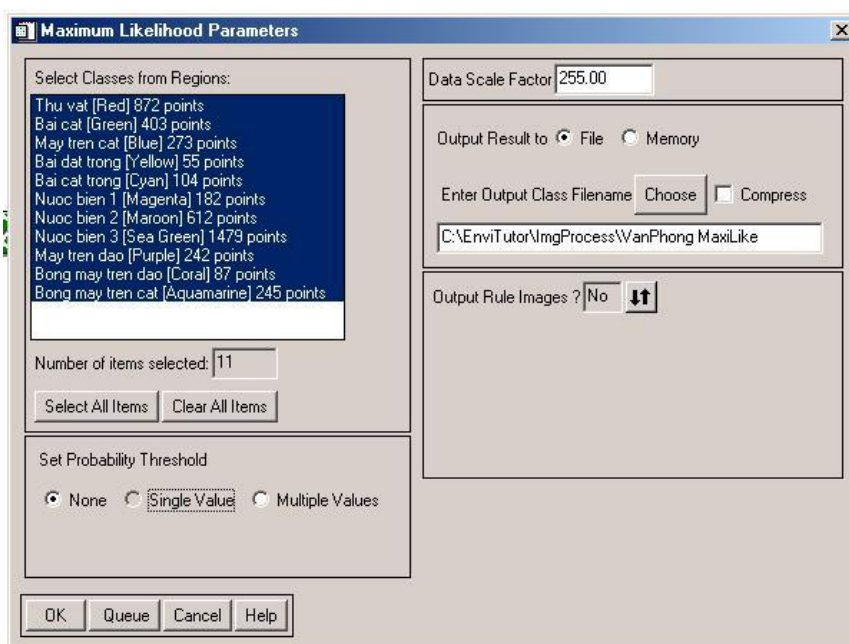 Maximum Likelihood Parameters
Select Classes from Regions:
Thu vat [Red] 872 points
Bai cat [Green] 403 points
May tren cat [Blue] 273 points
Bai dat trong [Yellow] 55 points
Bai cat trong [Cyan] 104 points
Nuoc bien 1 [Magenta] 182 points
Nuoc bien 2 [Maroon] 612 points
Nuoc bien 3 [Sea Green] 1479 points
May tren dao [Purple] 242 points
Bong may tren dao [Coral] 87 points
Bong may tren cat [Aquamarine] 245 points
Number of items selected: 11
Select All Items Clear All Items
Set Probability Threshold
None Single Value Multiple Values
OK Queue Cancel Help
Data Scale Factor 255.00
Output Result to File Memory
Enter Output Class Filename Choose Compress
C:\EnviTutor\ImgProcess\VanPhong MaxiLike
Output Rule Images ? No